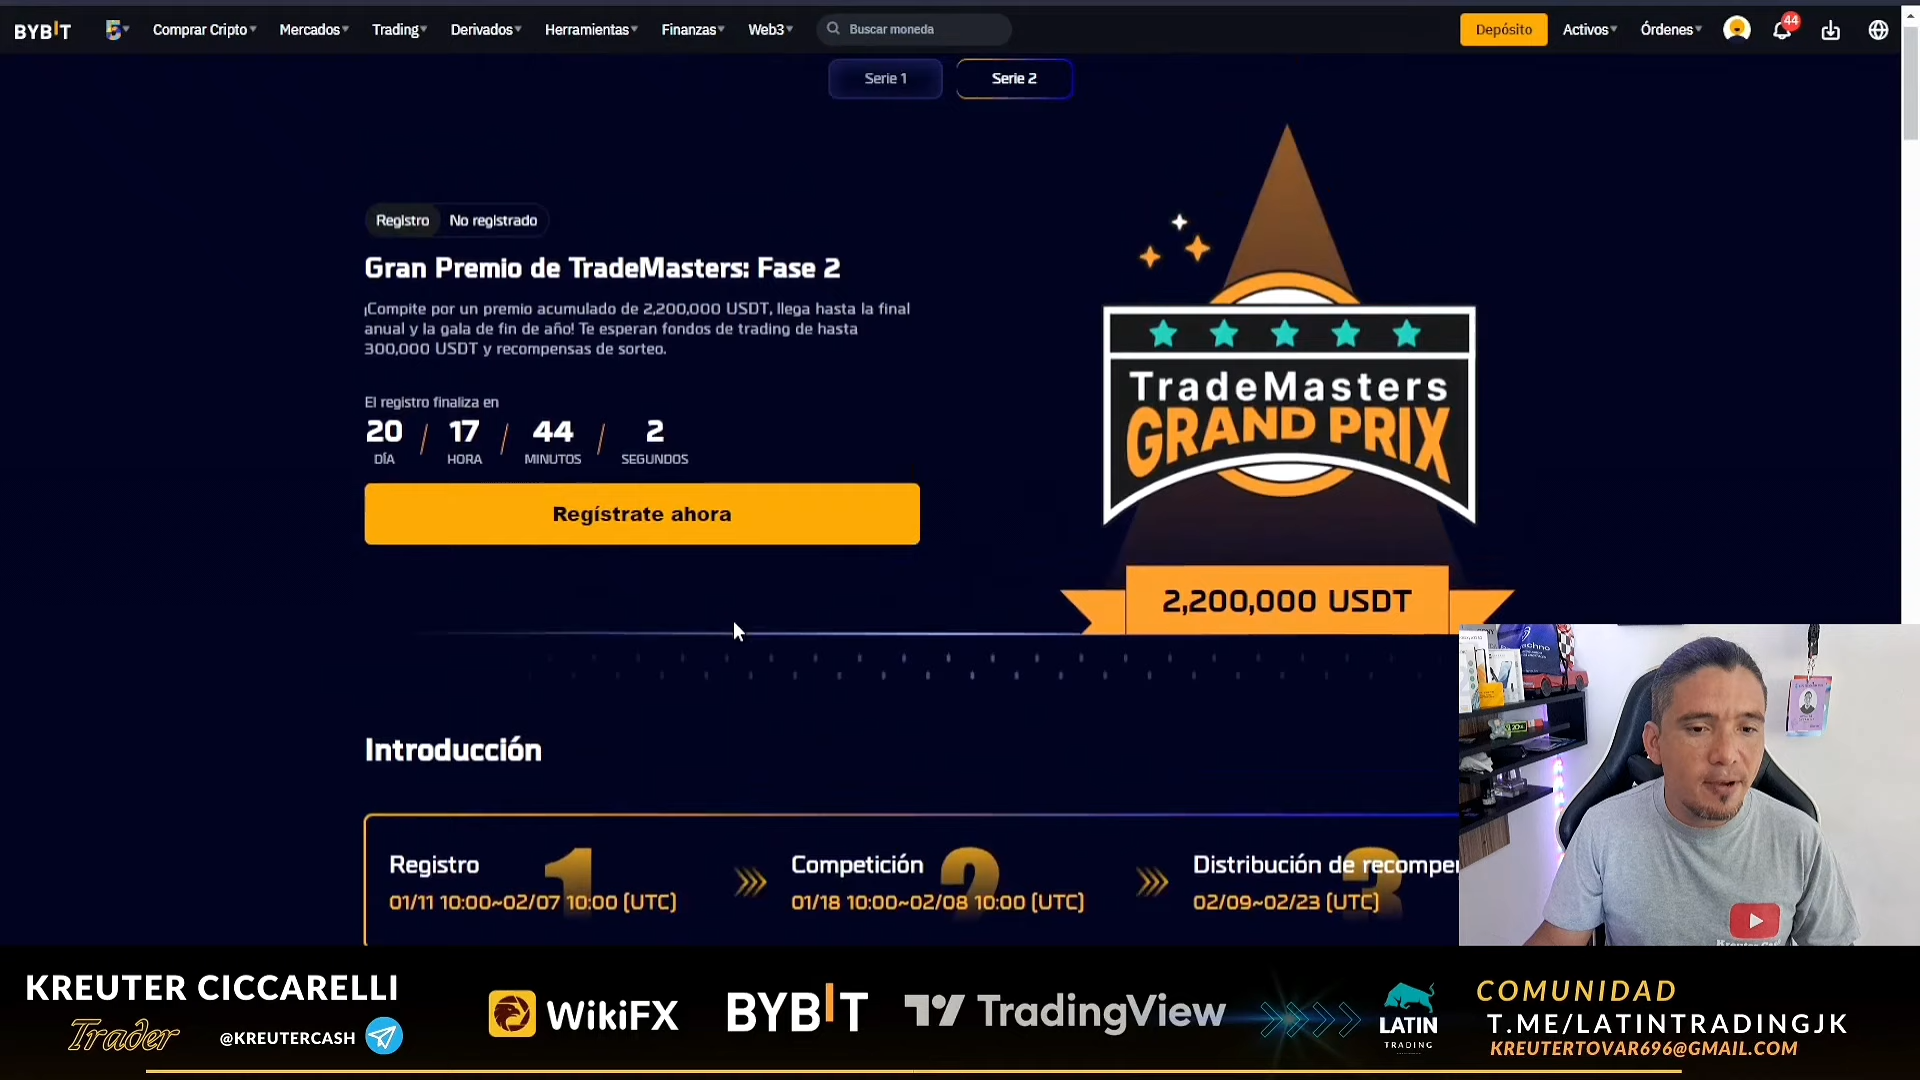 BYBIT
5
Comprar Cripto
Mercados
Trading
Derivados
Herramientas
Finanzas
Web3
Buscar moneda
Depósito
Activos
Órdenes
44
Serie 1
Serie 2
Registro
No registrado
Gran Premio de TradeMasters: Fase 2
¡Compite por un premio acumulado de 2,200,000 USDT, llega hasta la final
anual y la gala de fin de año! Te esperan fondos de trading de hasta
300,000 USDT y recompensas de sorteo.
El registro finaliza en
20 / 17 / 44 / 2
DÍA HORA MINUTOS SEGUNDOS
Regístrate ahora
TradeMasters
GRAND PRIX
2,200,000 USDT
Introducción
1
Registro
01/11 10:00~02/07 10:00 (UTC)
2
Competición
01/18 10:00~02/08 10:00 (UTC)
3
Distribución de recompe
02/09~02/23 (UTC)
KREUTER CICCARELLI
Trader
@KREUTERCASH
WikiFX
BYBIT
TradingView
LATIN
TRADING
COMUNIDAD
T.ME/LATINTRADINGJK
KREUTERTOVAR696@GMAIL.COM